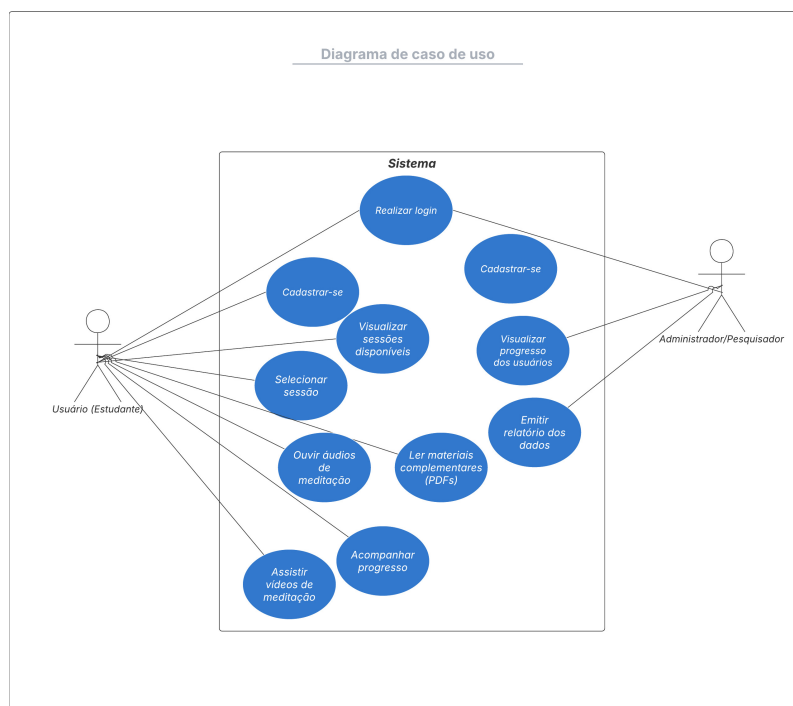 Diagrama de caso de uso
Sistema
Realizar login
Cadastrar-se
Cadastrar-se
Visualizar
sessões
disponíveis
Visualizar
progresso
dos usuários
Administrador/Pesquisador
Selecionar
sessão
Usuário (Estudante)
Emitir
relatório dos
dados
Ouvir áudios
de
meditação
Ler materiais
complementares
(PDFs)
Acompanhar
progresso
Assistir
vídeos de
meditação